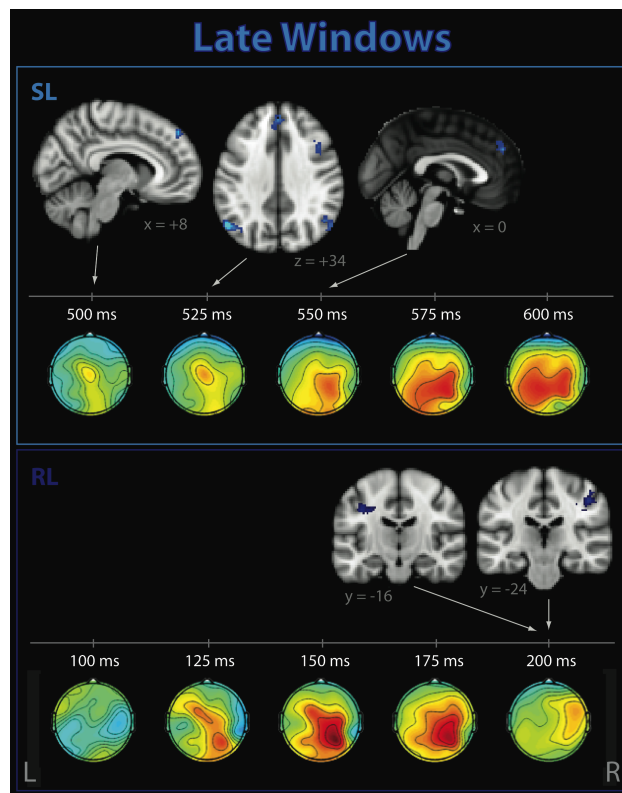 Late Windows
SL
x = +8
z = +34
x = 0
500 ms 525 ms 550 ms 575 ms 600 ms
RL
y = -16
y = -24
100 ms 125 ms 150 ms 175 ms 200 ms
L R